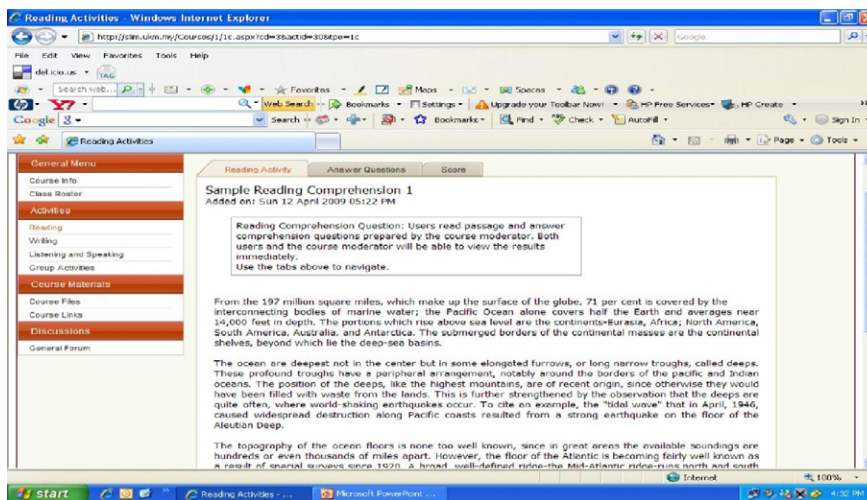 Reading Activities - Windows Internet Explorer
http://slim.ukm.my/Courses/1/1c.aspx?cd=38actid=308tpe=1c
Google
File Edit View Favorites Tools Help
del.icio.us TAG
Search web... Favorites Maps Spaces
Web Search Bookmarks Settings Upgrade your Toolbar Now! HP Free Services HP Create
Google Search Bookmarks Find Check AutoFill Sign In
Reading Activities Page Tools
General Menu
Course Info
Class Roster
Activities
Reading
Writing
Listening and Speaking
Group Activities
Course Materials
Course Files
Course Links
Discussions
General Forum
Reading Activity Answer Questions Score
Sample Reading Comprehension 1
Added on: Sun 12 April 2009 05:22 PM
Reading Comprehension Question: Users read passage and answer
comprehension questions prepared by the course moderator. Both
users and the course moderator will be able to view the results
immediately.
Use the tabs above to navigate.
From the 197 million square miles, which make up the surface of the globe, 71 per cent is covered by the
interconnecting bodies of marine water; the Pacific Ocean alone covers half the Earth and averages near
14,000 feet in depth. The portions which rise above sea level are the continents-Eurasia, Africa; North America,
South America, Australia, and Antarctica. The submerged borders of the continental masses are the continental
shelves, beyond which lie the deep-sea basins.
The ocean are deepest not in the center but in some elongated furrows, or long narrow troughs, called deeps.
These profound troughs have a peripheral arrangement, notably around the borders of the pacific and Indian
oceans. The position of the deeps, like the highest mountains, are of recent origin, since otherwise they would
have been filled with waste from the lands. This is further strengthened by the observation that the deeps are
quite often, where world-shaking earthquakes occur. To cite an example, the "tidal wave" that in April, 1946,
caused widespread destruction along Pacific coasts resulted from a strong earthquake on the floor of the
Aleutian Deep.
The topography of the ocean floors is none too well known, since in great areas the available soundings are
hundreds or even thousands of miles apart. However, the floor of the Atlantic is becoming fairly well known as
a result of special surveys since 1920. A broad, well-defined ridge-the Mid-Atlantic ridge-runs north and south
Internet 100%
start Reading Activities - ... Microsoft PowerPoint ... 4:32 PM